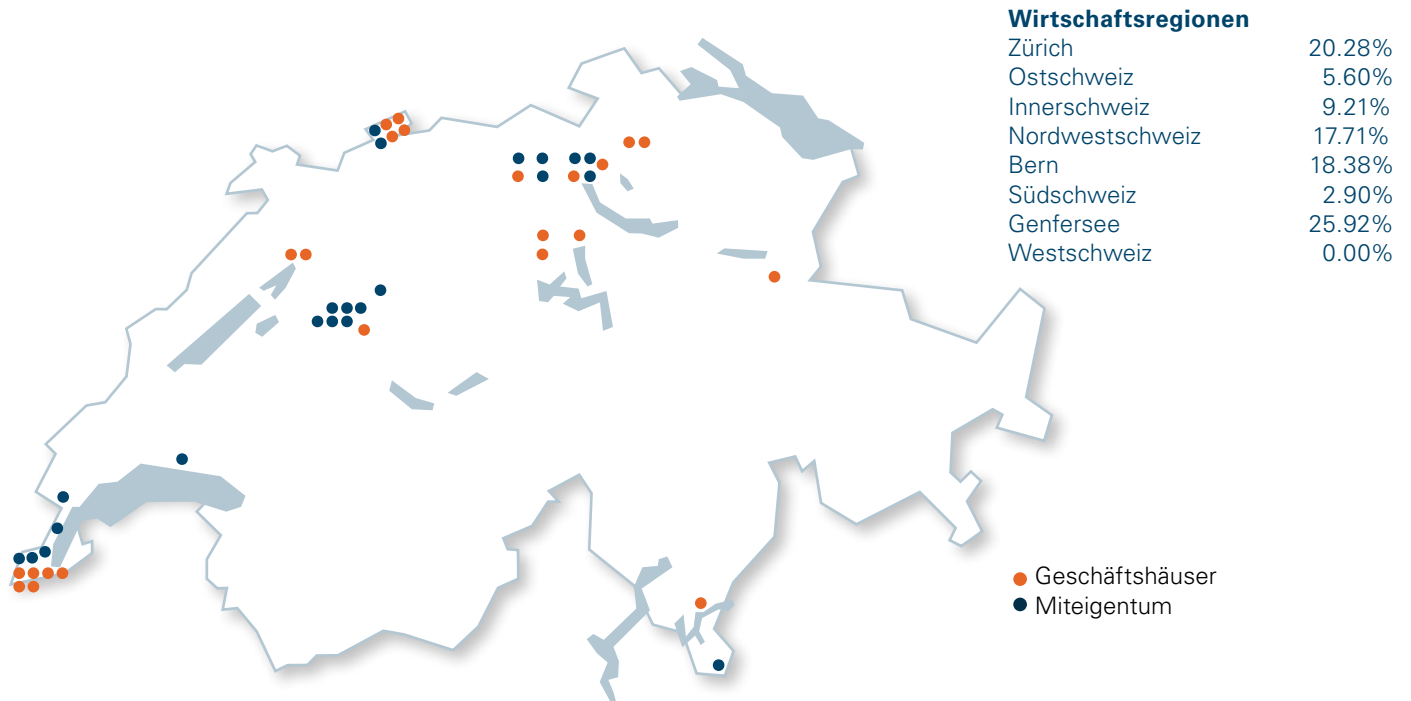 Wirtschaftsregionen
Zürich 20.28%
Ostschweiz 5.60%
Innerschweiz 9.21%
Nordwestschweiz 17.71%
Bern 18.38%
Südschweiz 2.90%
Genfersee 25.92%
Westschweiz 0.00%
Geschäftshäuser
Miteigentum